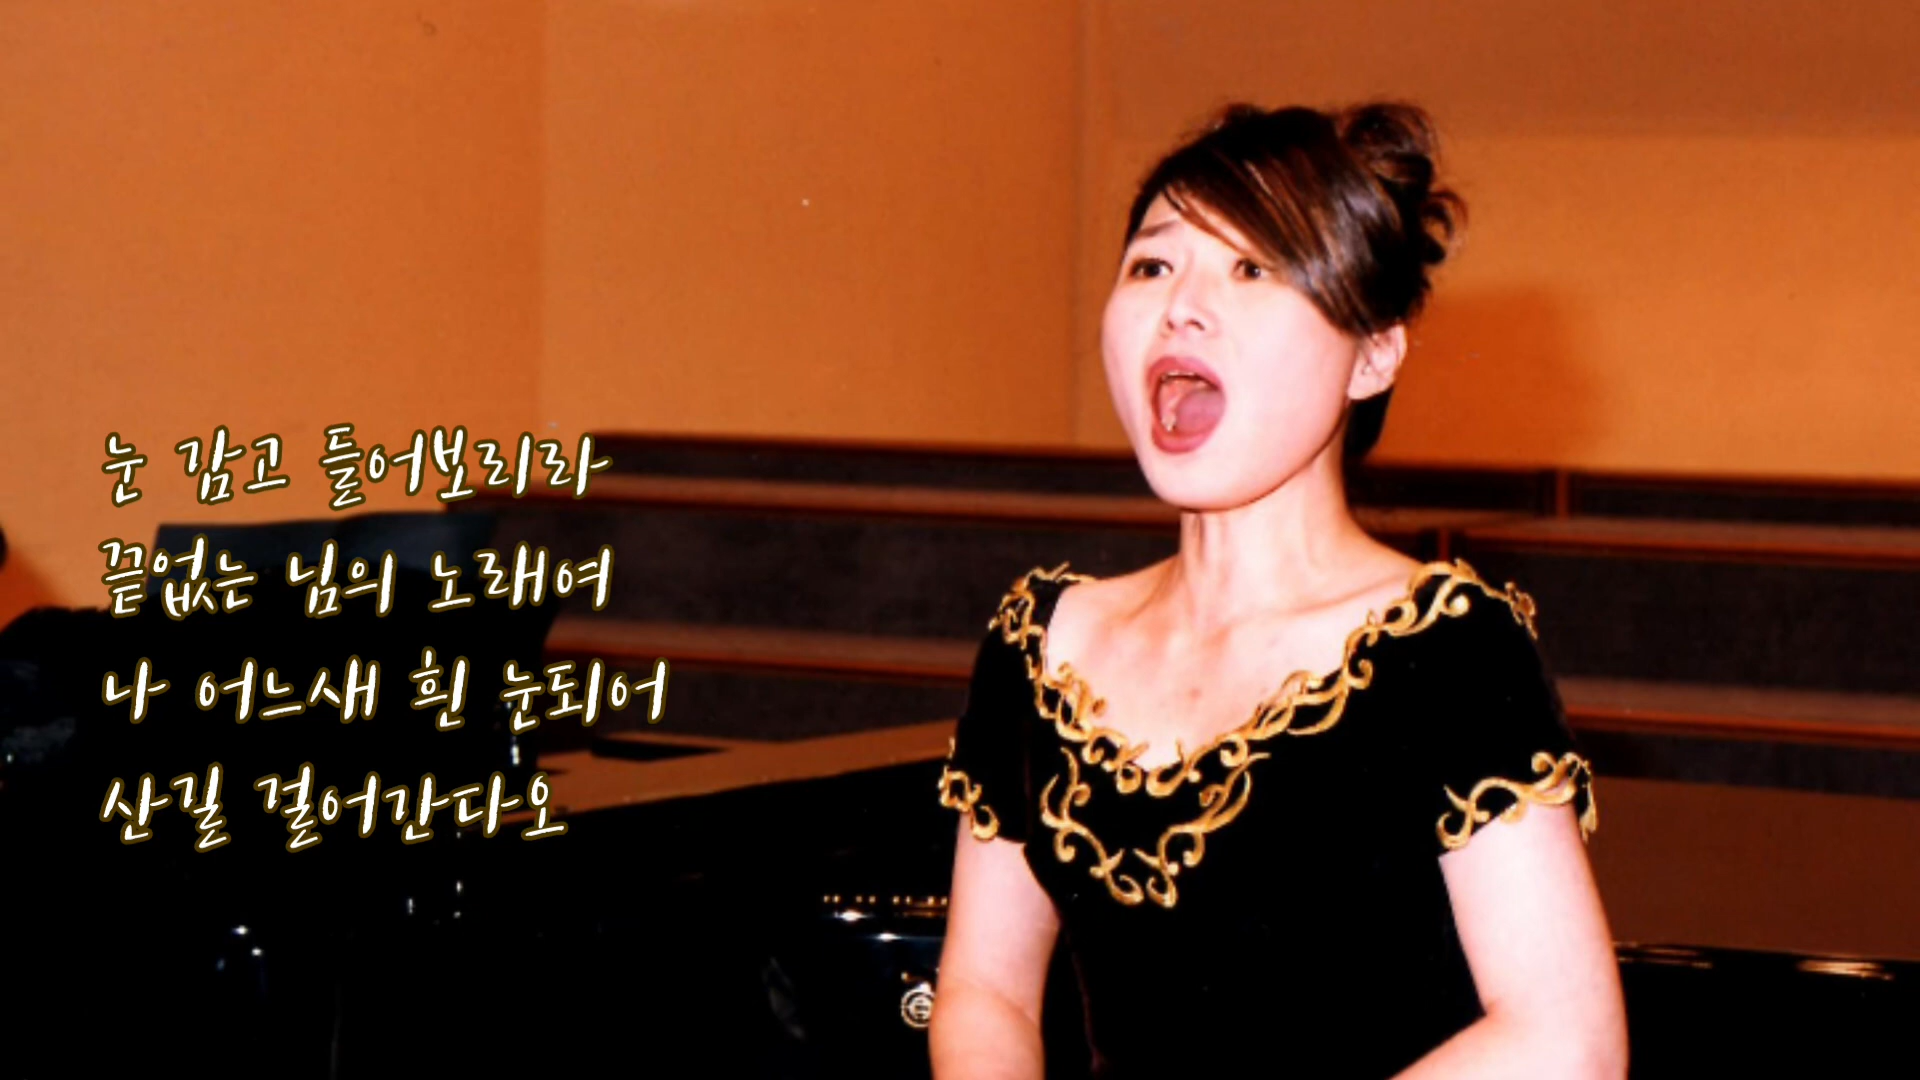 눈 감고 들어보리라
끝없는 님의 노래여
나 어느새 흰 눈되어
산길 걸어간다오